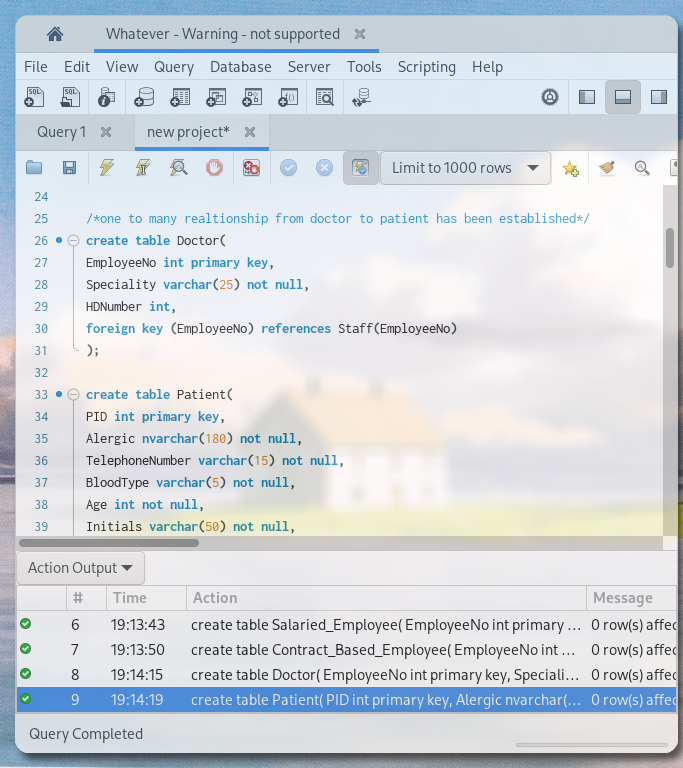 Whatever - Warning - not supported
File Edit View Query Database Server Tools Scripting Help
Query 1 new project*
Limit to 1000 rows
24
25 /*one to many realtionship from doctor to patient has been established*/
26 create table Doctor(
27 EmployeeNo int primary key,
28 Speciality varchar(25) not null,
29 HDNumber int,
30 foreign key (EmployeeNo) references Staff(EmployeeNo)
31 );
32
33 create table Patient(
34 PID int primary key,
35 Alergic nvarchar(180) not null,
36 TelephoneNumber varchar(15) not null,
37 BloodType varchar(5) not null,
38 Age int not null,
39 Initials varchar(50) not null,
Action Output
# Time Action Message
6 19:13:43 create table Salaried_Employee( EmployeeNo int primary ... 0 row(s) affec
7 19:13:50 create table Contract_Based_Employee( EmployeeNo int ... 0 row(s) affec
8 19:14:15 create table Doctor( EmployeeNo int primary key, Speciali... 0 row(s) affec
9 19:14:19 create table Patient( PID int primary key, Alergic nvarchar(... 0 row(s) affec
Query Completed